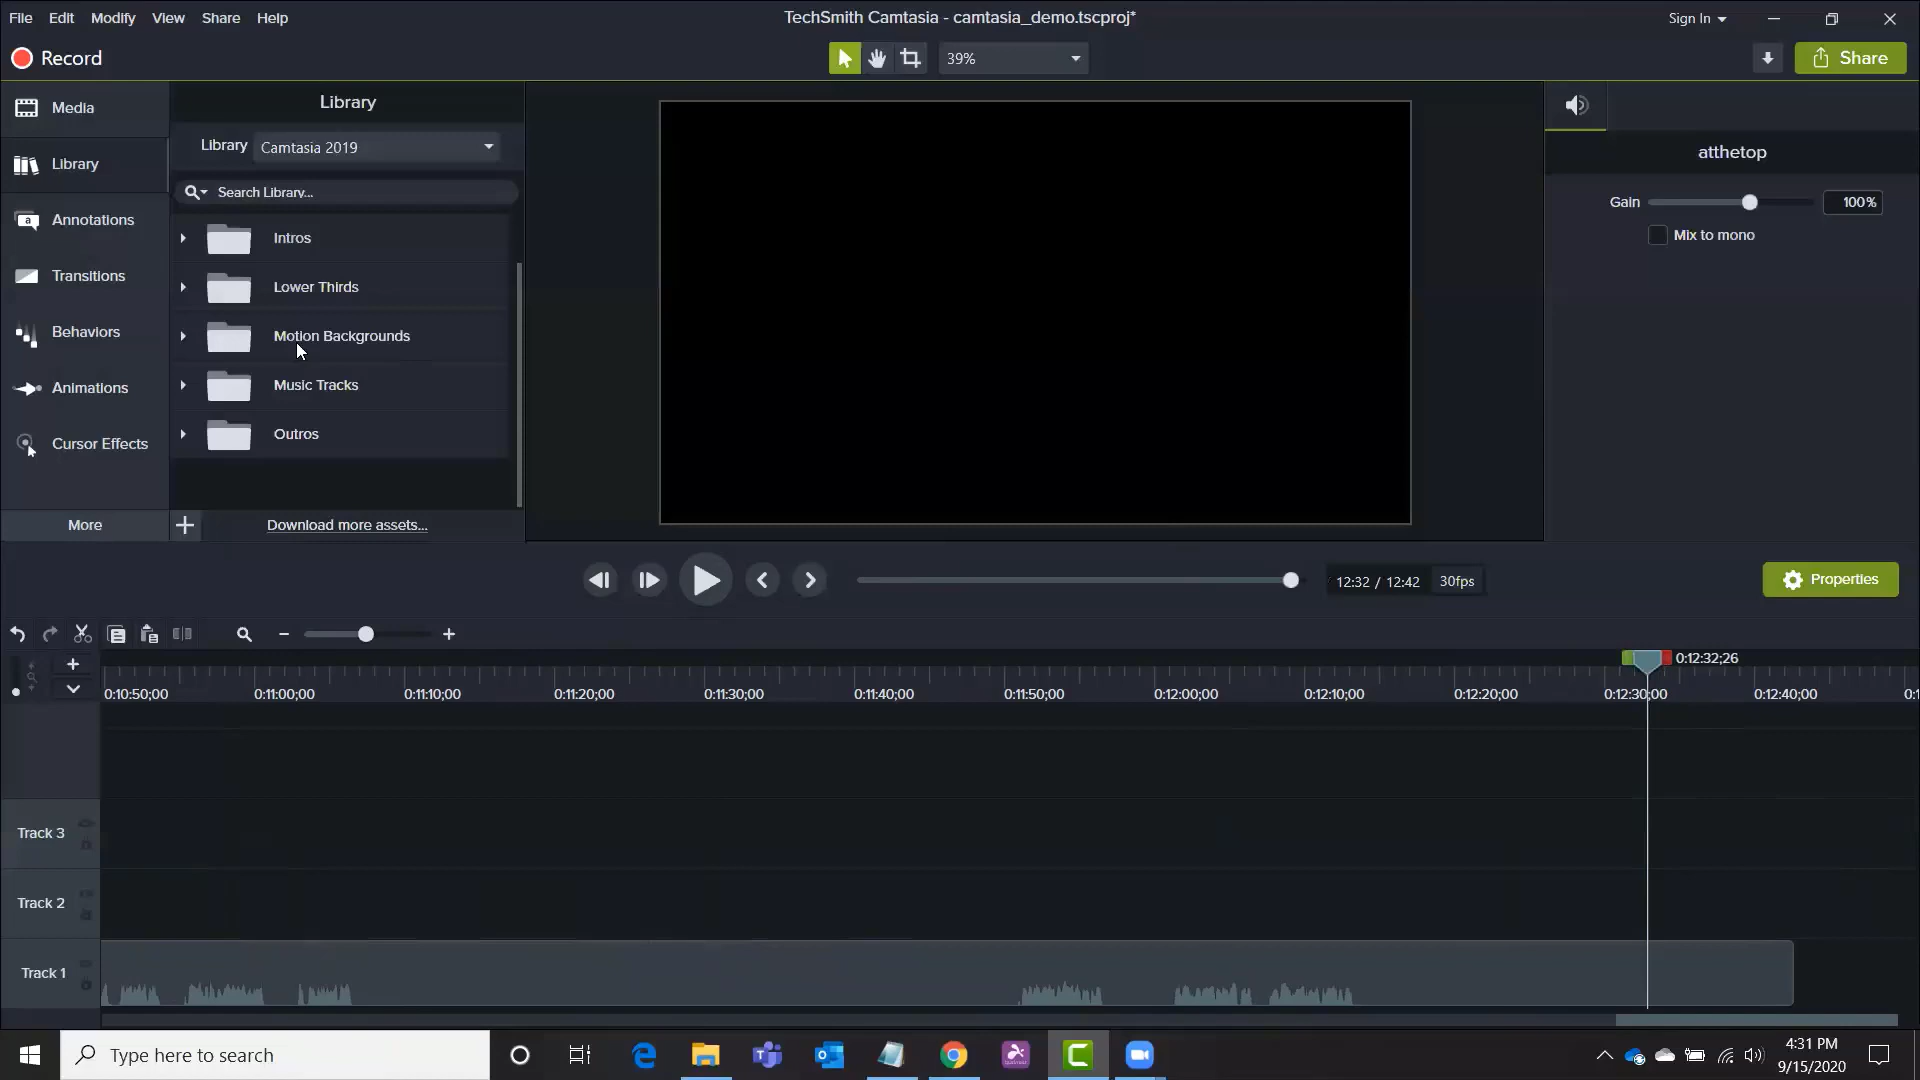 File Edit Modify View Share Help
TechSmith Camtasia - camtasia_demo.tscproj*
Sign In
Record
39%
Share
Media
Library
Annotations
Transitions
Behaviors
Animations
Cursor Effects
More
Library
Library Camtasia 2019
Search Library...
Intros
Lower Thirds
Motion Backgrounds
Music Tracks
Outros
Download more assets...
atthetop
Gain 100%
Mix to mono
12:32 / 12:42 30fps
Properties
0:12:32;26
0:10:50;00 0:11:00;00 0:11:10;00 0:11:20;00 0:11:30;00 0:11:40;00 0:11:50;00 0:12:00;00 0:12:10;00 0:12:20;00 0:12:30;00 0:12:40;00
Track 3
Track 2
Track 1
Type here to search
4:31 PM
9/15/2020